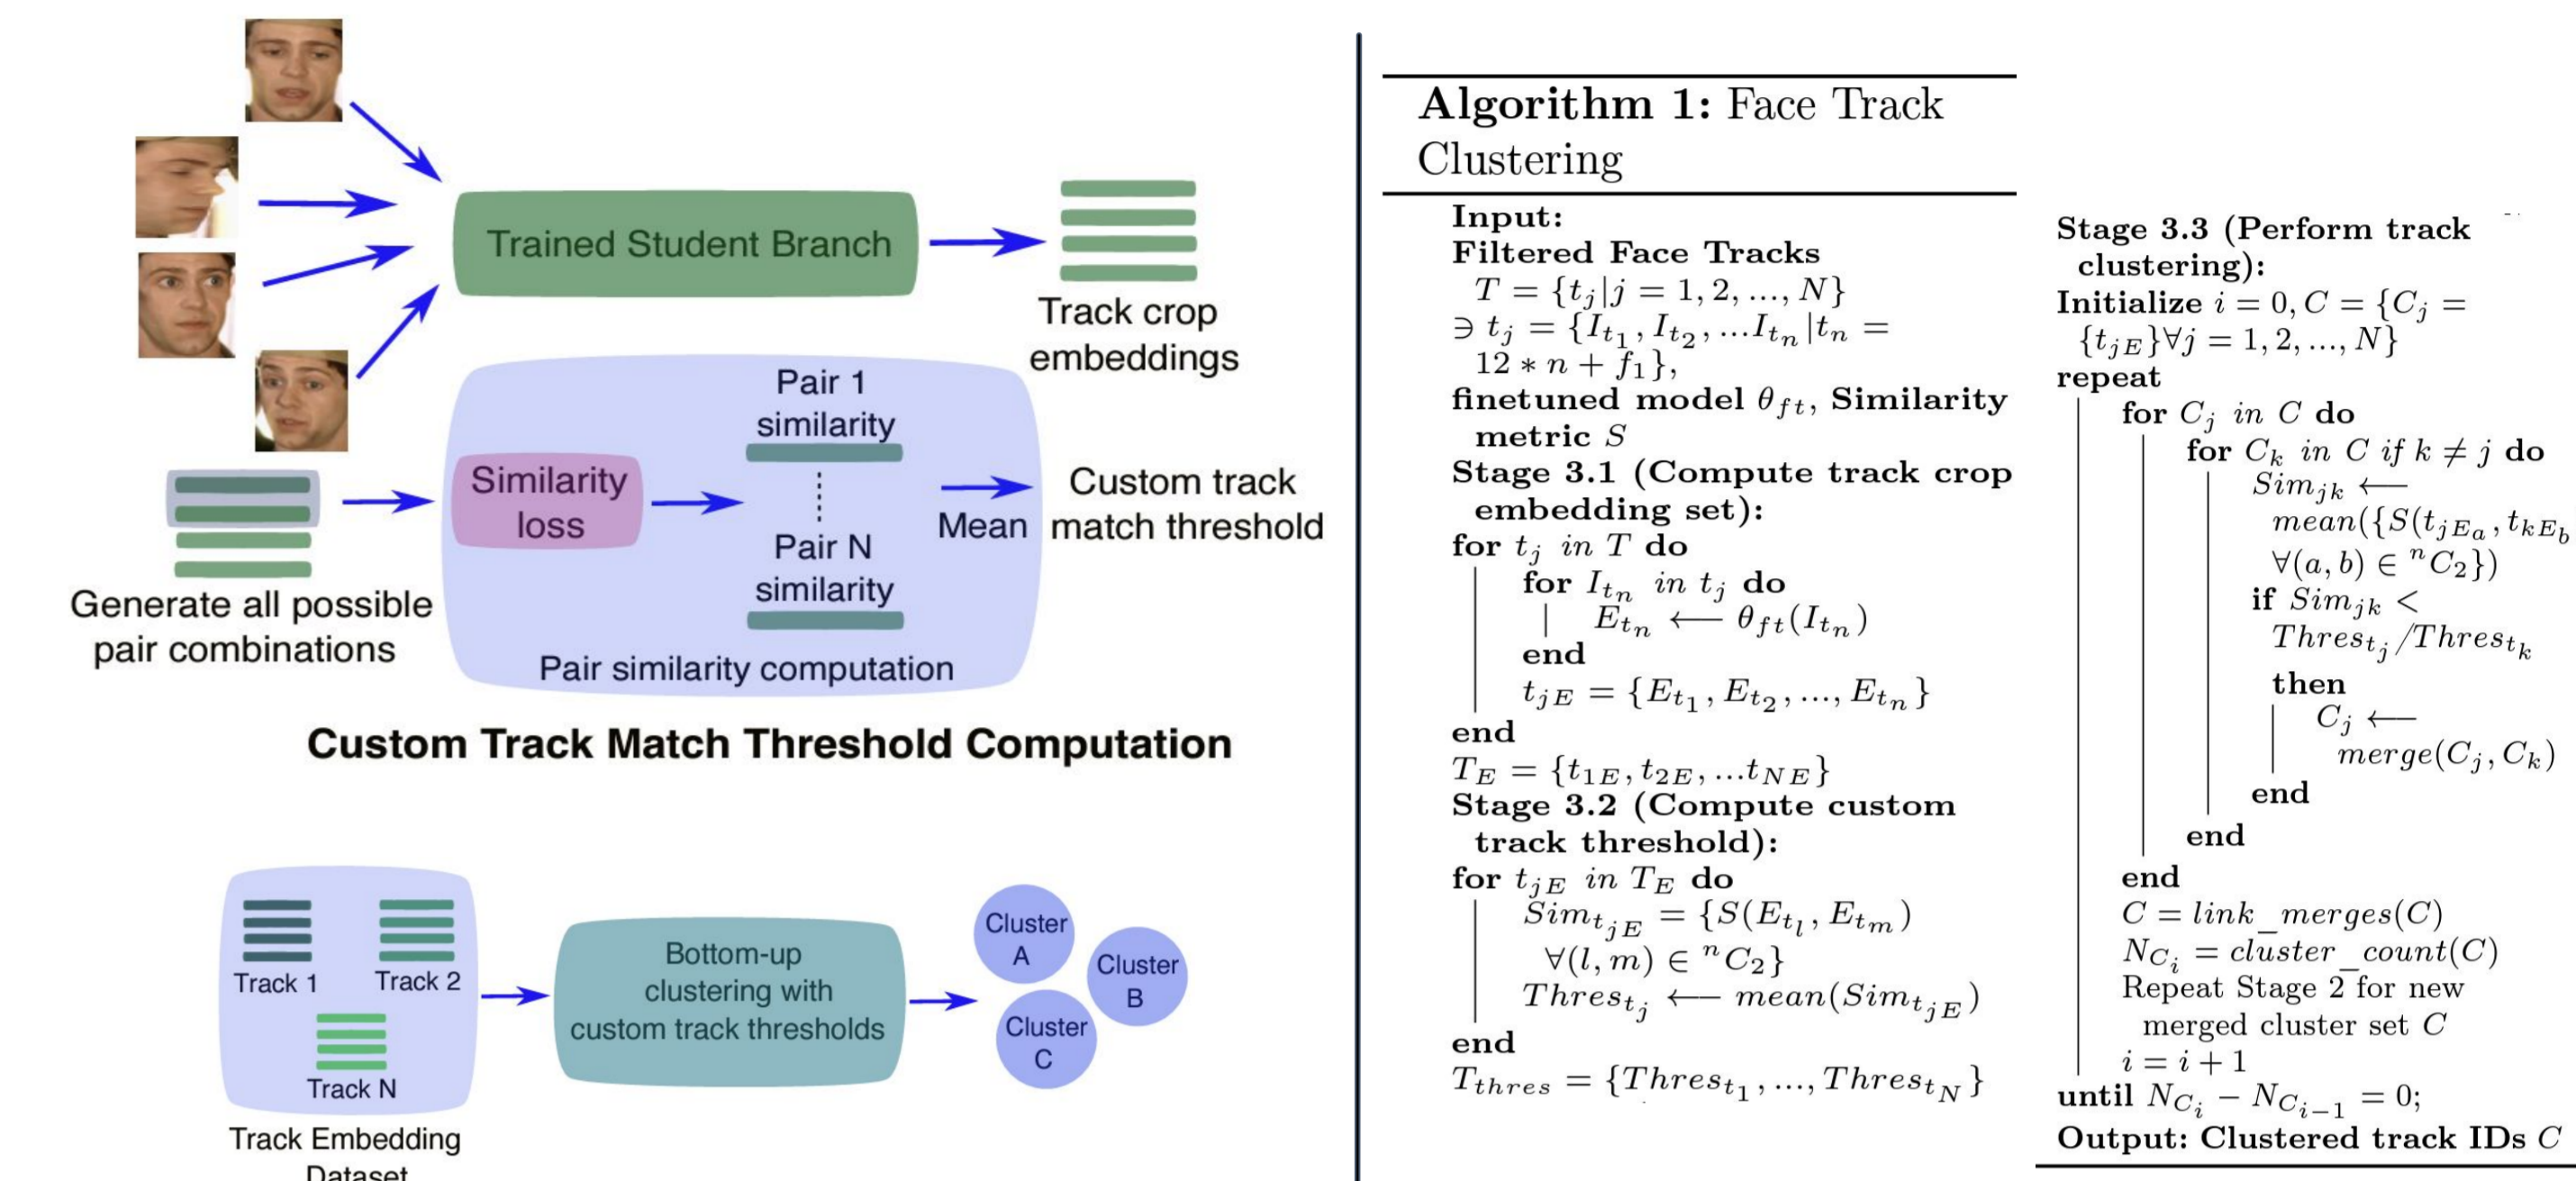 Trained Student Branch
Track crop
embeddings
Pair 1
similarity
Similarity
loss
Pair N
similarity
Mean
Custom track
match threshold
Generate all possible
pair combinations
Pair similarity computation
Custom Track Match Threshold Computation
Track 1
Track 2
Track N
Track Embedding
Dataset
Bottom-up
clustering with
custom track thresholds
Cluster
A
Cluster
B
Cluster
C
Algorithm 1: Face Track
Clustering
Input:
Filtered Face Tracks
T = {t_j|j = 1, 2, ..., N}
∋ t_j = {I_{t_1}, I_{t_2}, ...I_{t_n}|t_n =
12 * n + f_1},
finetuned model θ_{ft}, Similarity
metric S
Stage 3.1 (Compute track crop
embedding set):
for t_j in T do
for I_{t_n} in t_j do
E_{t_n} ⟵ θ_{ft}(I_{t_n})
end
t_{jE} = {E_{t_1}, E_{t_2}, ..., E_{t_n}}
end
T_E = {t_{1E}, t_{2E}, ...t_{NE}}
Stage 3.2 (Compute custom
track threshold):
for t_{jE} in T_E do
Sim_{t_{jE}} = {S(E_{t_l}, E_{t_m})
∀(l, m) ∈ ^nC_2}
Thres_{t_j} ⟵ mean(Sim_{t_{jE}})
end
T_{thres} = {Thres_{t_1}, ..., Thres_{t_N}}
Stage 3.3 (Perform track
clustering):
Initialize i = 0, C = {C_j =
{t_{jE}}∀j = 1, 2, ..., N}
repeat
for C_j in C do
for C_k in C if k ≠ j do
Sim_{jk} ⟵
mean({S(t_{jE_a}, t_{kE_b}
∀(a, b) ∈ ^nC_2})
if Sim_{jk} <
Thres_{t_j}/Thres_{t_k}
then
C_j ⟵
merge(C_j, C_k)
end
end
end
C = link_merges(C)
N_{C_i} = cluster_count(C)
Repeat Stage 2 for new
merged cluster set C
i = i + 1
until N_{C_i} − N_{C_{i−1}} = 0;
Output: Clustered track IDs C